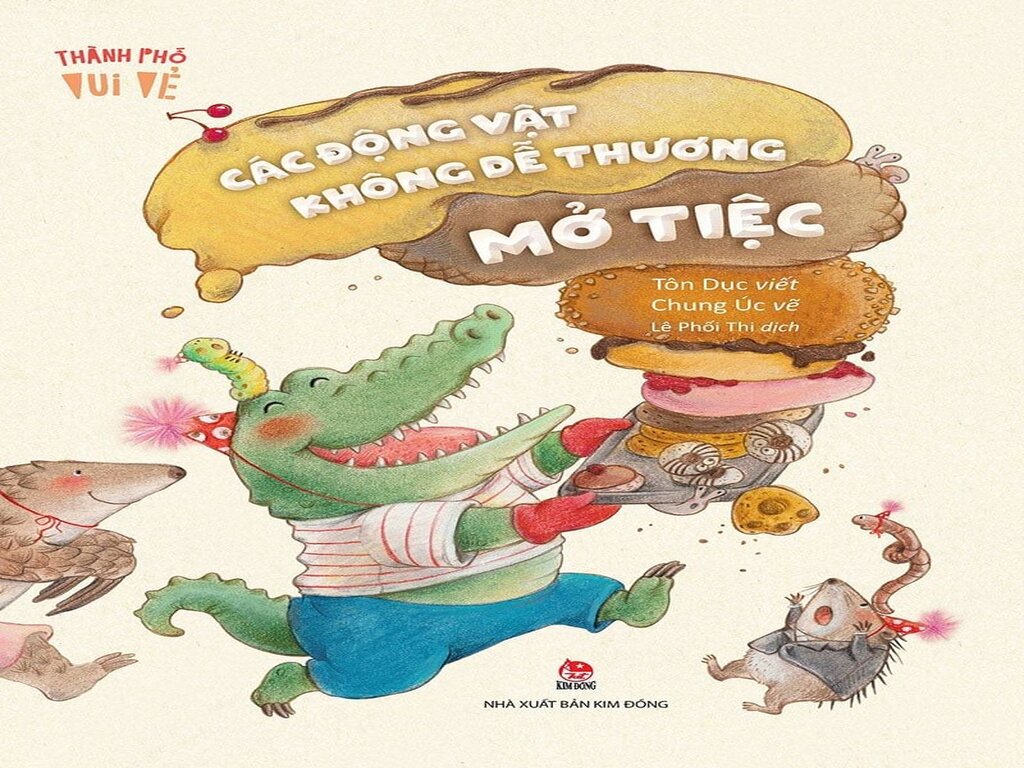 THÀNH PHỐ
VUI VẺ
CÁC ĐỘNG VẬT
KHÔNG DỄ THƯƠNG
MỞ TIỆC
Tôn Dục viết
Chung Úc vẽ
Lê Phối Thi dịch
KIM ĐỒNG
NHÀ XUẤT BẢN KIM ĐỒNG